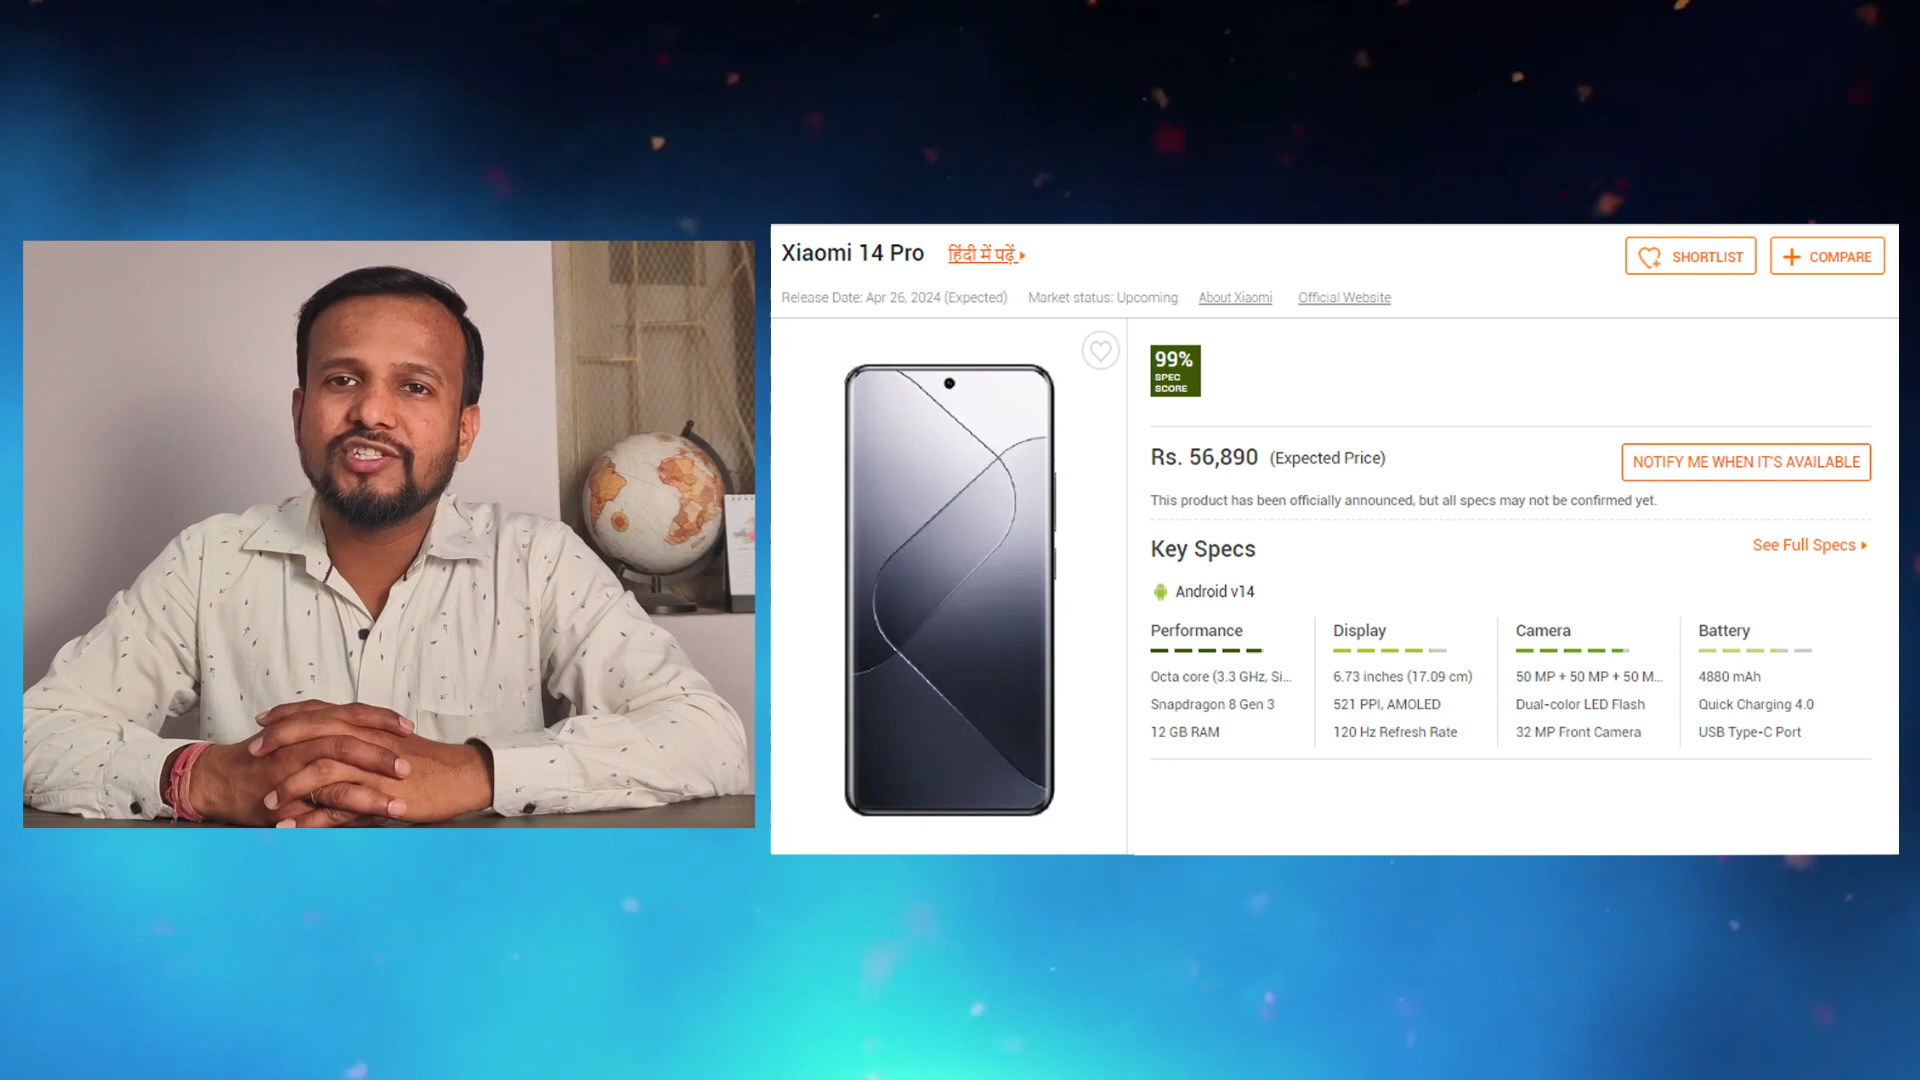 Xiaomi 14 Pro हिंदी में पढ़ें
SHORTLIST
COMPARE
Release Date: Apr 26, 2024 (Expected) Market status: Upcoming About Xiaomi Official Website
99%
SPEC
SCORE
Rs. 56,890 (Expected Price)
NOTIFY ME WHEN IT'S AVAILABLE
This product has been officially announced, but all specs may not be confirmed yet.
Key Specs
See Full Specs
Android v14
Performance
Octa core (3.3 GHz, Si...
Snapdragon 8 Gen 3
12 GB RAM
Display
6.73 inches (17.09 cm)
521 PPI, AMOLED
120 Hz Refresh Rate
Camera
50 MP + 50 MP + 50 M...
Dual-color LED Flash
32 MP Front Camera
Battery
4880 mAh
Quick Charging 4.0
USB Type-C Port